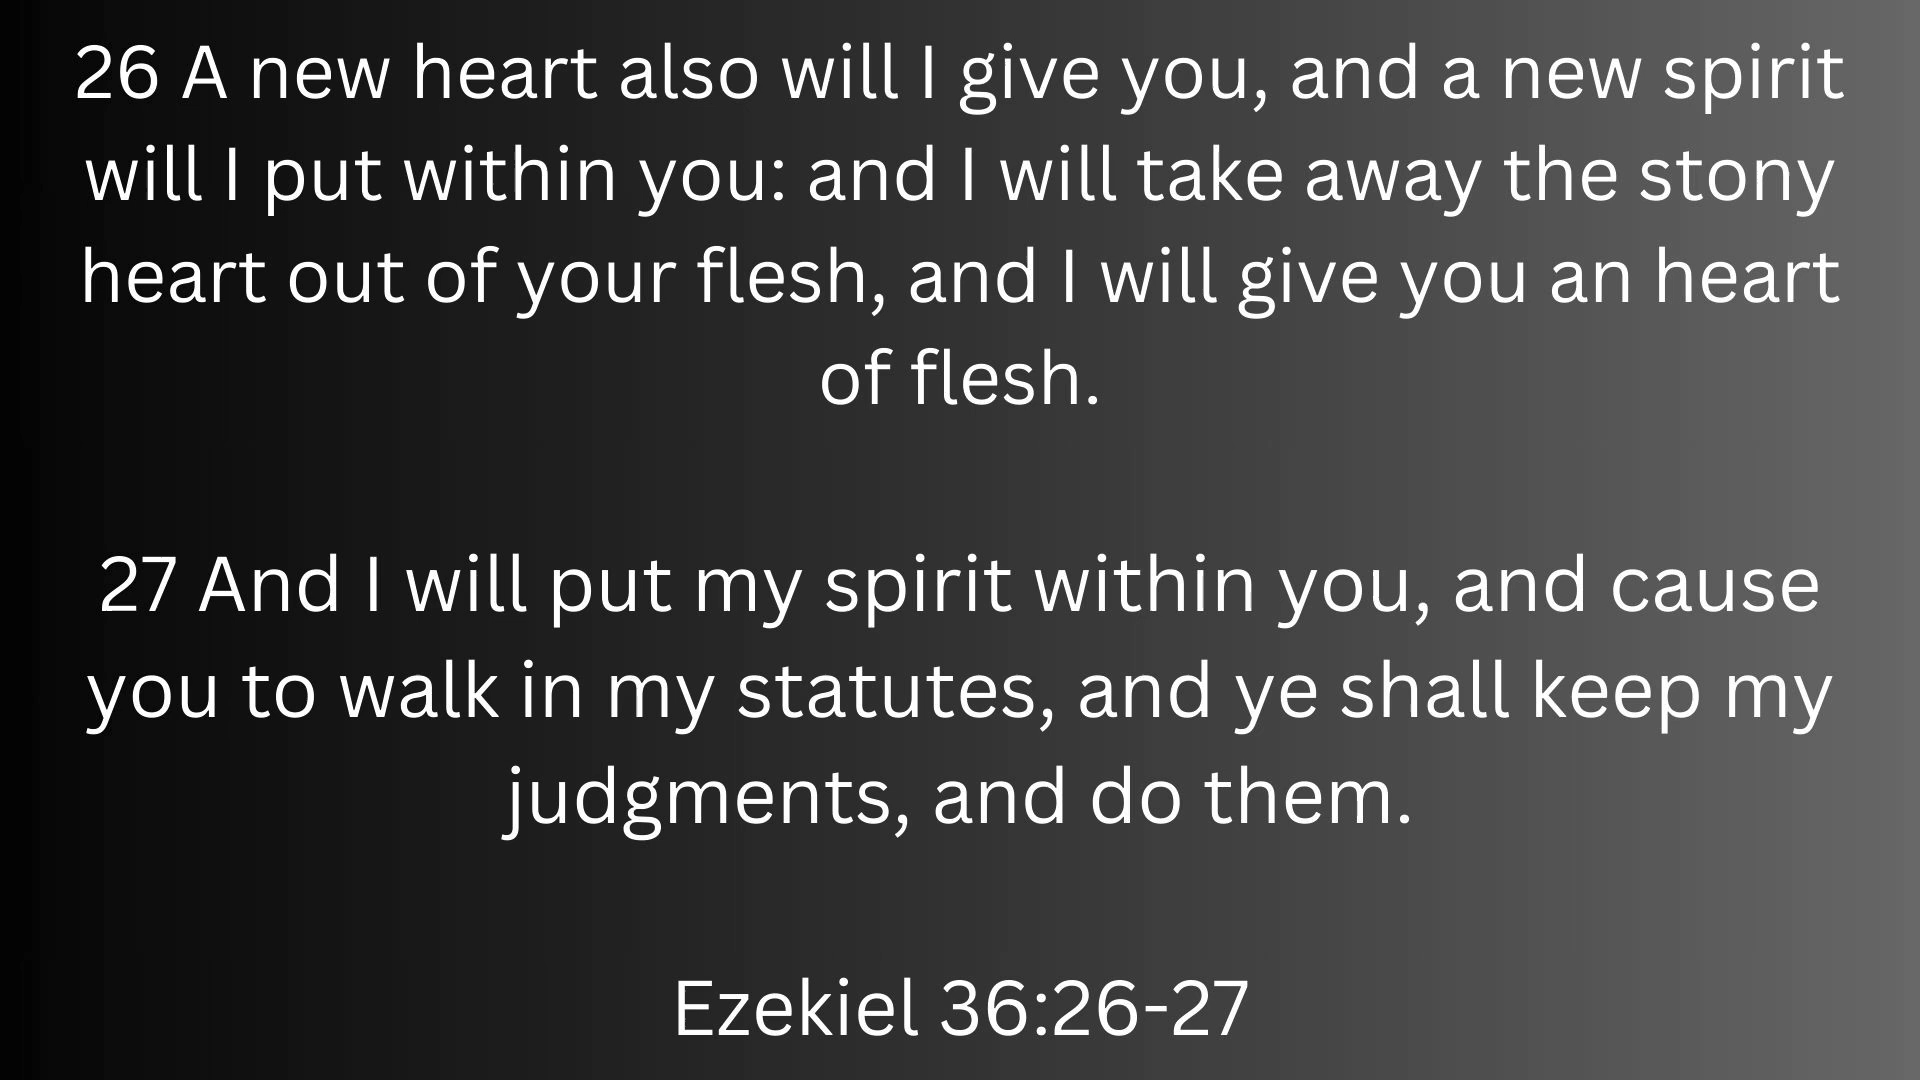 26 A new heart also will I give you, and a new spirit
will I put within you: and I will take away the stony
heart out of your flesh, and I will give you an heart
of flesh.
27 And I will put my spirit within you, and cause
you to walk in my statutes, and ye shall keep my
judgments, and do them.
Ezekiel 36:26-27